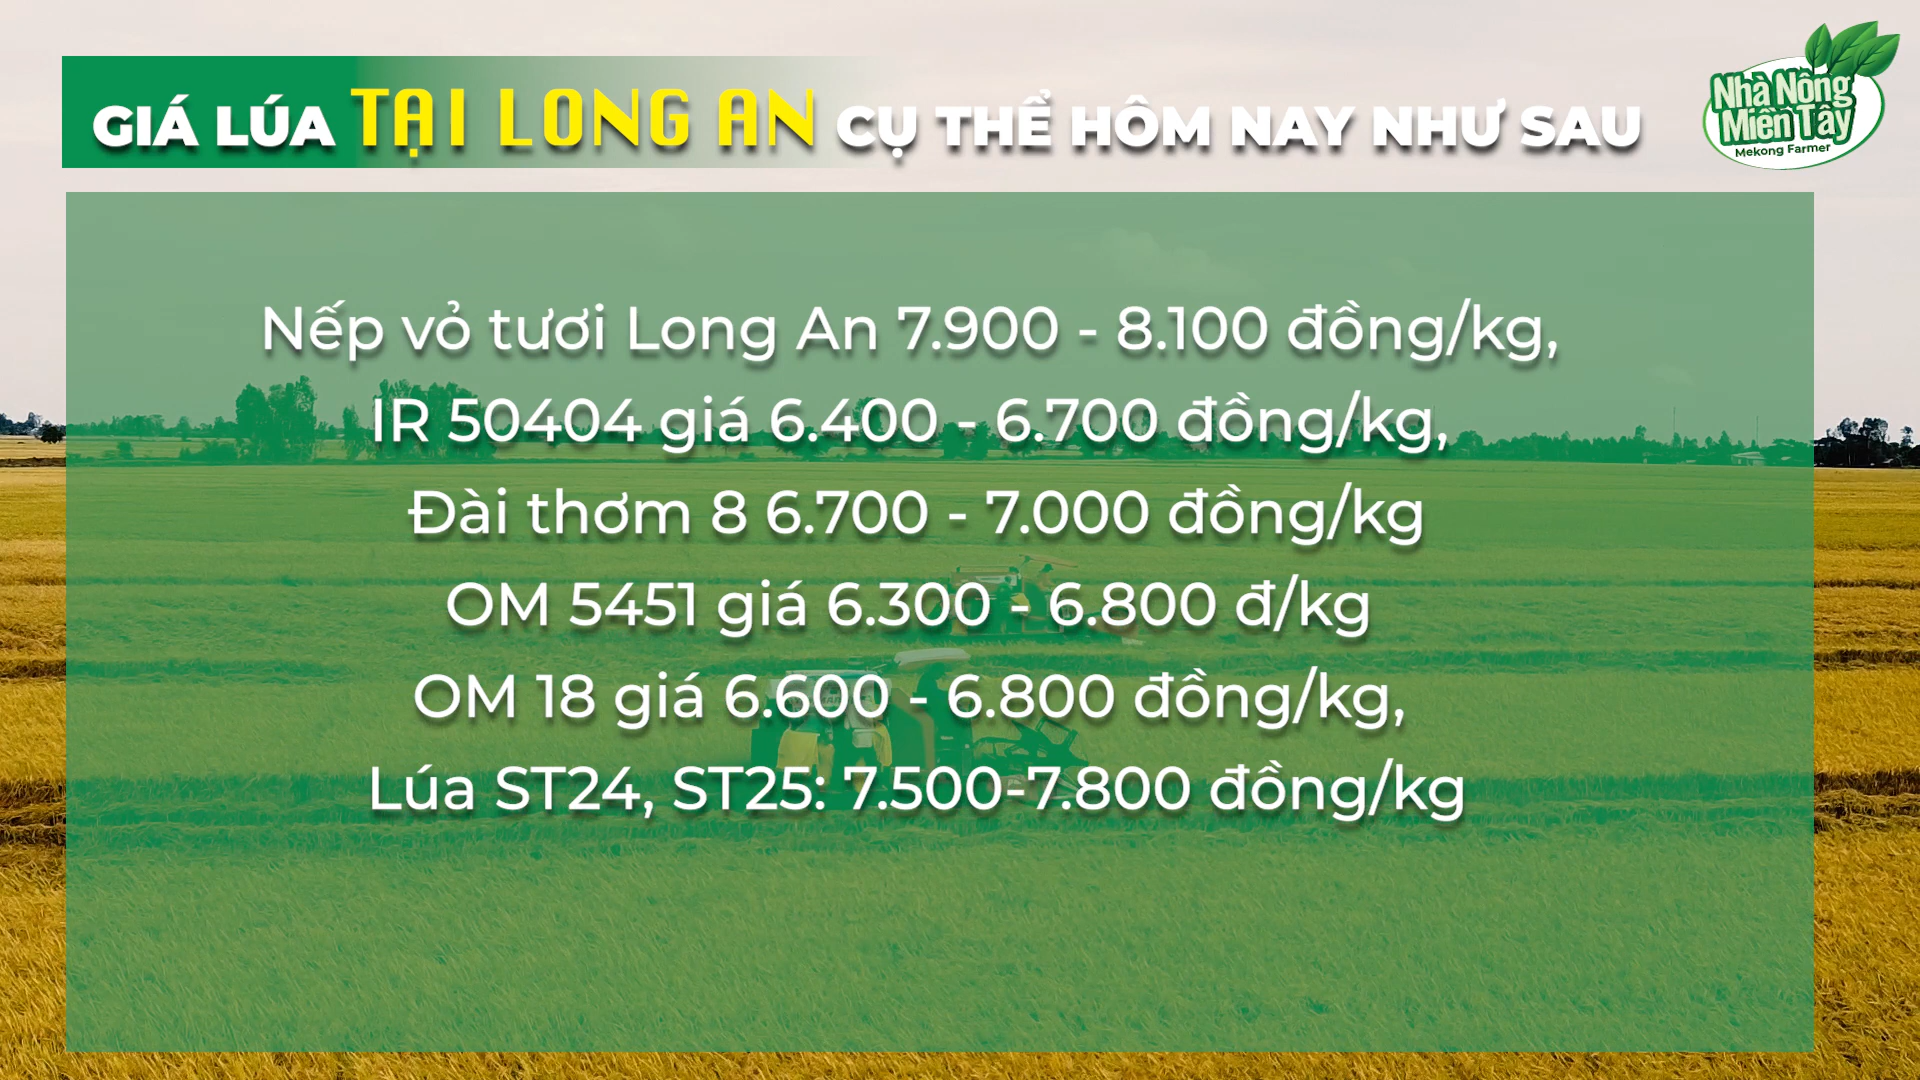 GIÁ LÚA TẠI LONG AN CỤ THỂ HÔM NAY NHƯ SAU
Nhà Nông
Miền Tây
Mekong Farmer
Nếp vỏ tươi Long An 7.900 - 8.100 đồng/kg,
IR 50404 giá 6.400 - 6.700 đồng/kg,
Đài thơm 8 6.700 - 7.000 đồng/kg
OM 5451 giá 6.300 - 6.800 đ/kg
OM 18 giá 6.600 - 6.800 đồng/kg,
Lúa ST24, ST25: 7.500-7.800 đồng/kg